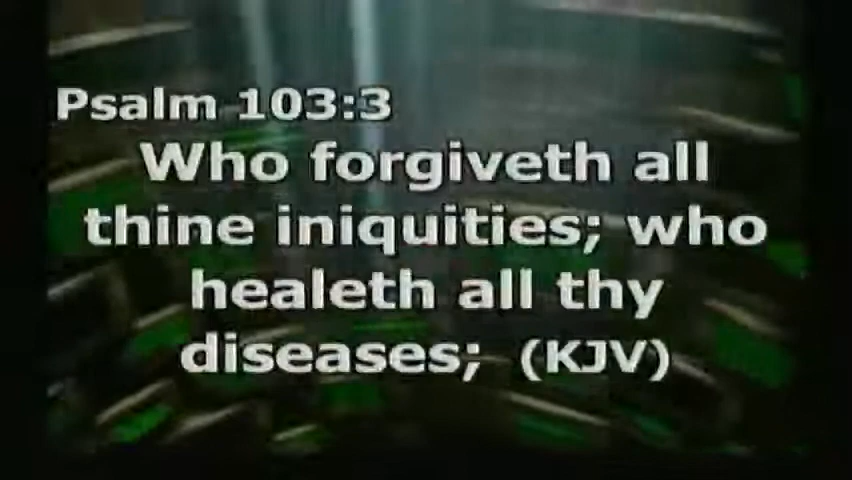 Psalm 103:3
Who forgiveth all
thine iniquities; who
healeth all thy
diseases; (KJV)